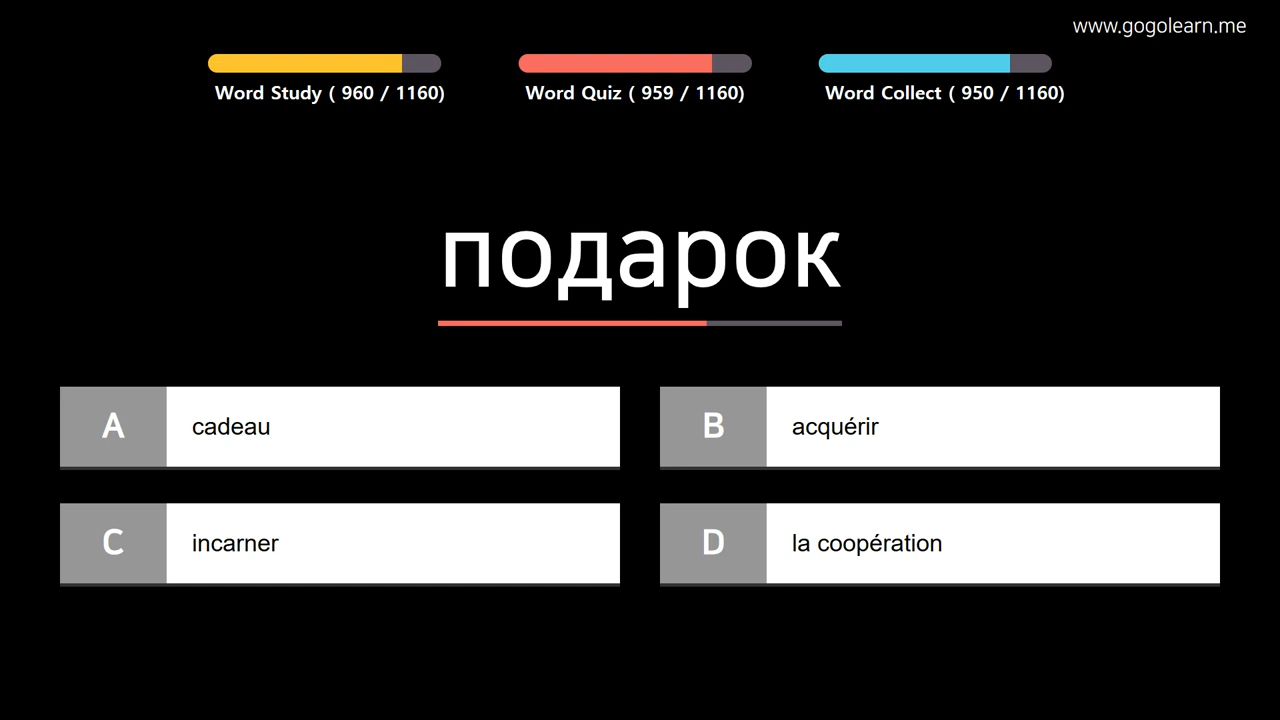 www.gogolearn.me
Word Study ( 960 / 1160)
Word Quiz ( 959 / 1160)
Word Collect ( 950 / 1160)
подарок
A
cadeau
B
acquérir
C
incarner
D
la coopération